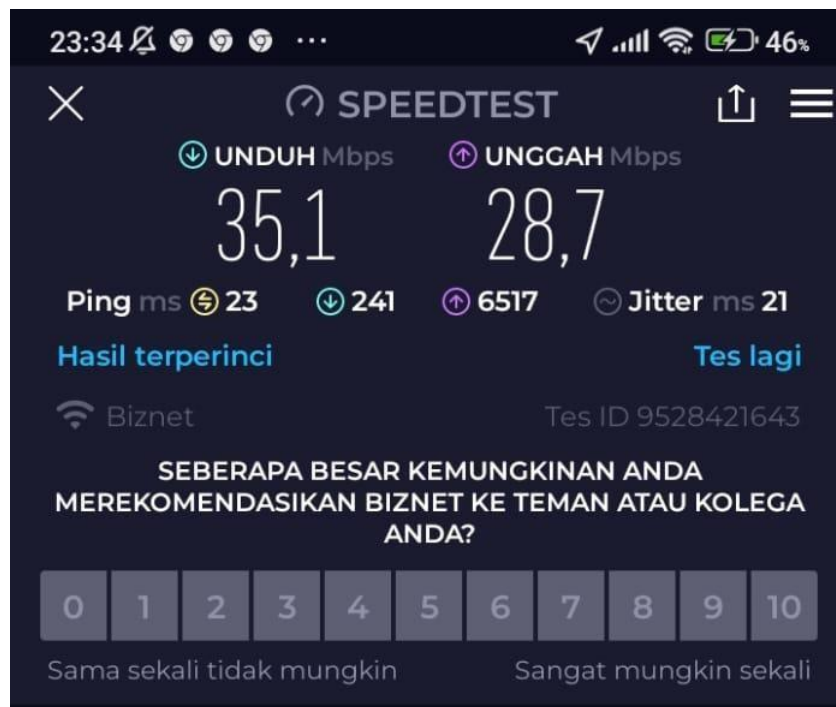 23:34 ... 46%
SPEEDTEST
UNDUH Mbps UNGGAH Mbps
35,1 28,7
Ping ms 23 241 6517 Jitter ms 21
Hasil terperinci Tes lagi
Biznet Tes ID 9528421643
SEBERAPA BESAR KEMUNGKINAN ANDA
MEREKOMENDASIKAN BIZNET KE TEMAN ATAU KOLEGA
ANDA?
0 1 2 3 4 5 6 7 8 9 10
Sama sekali tidak mungkin Sangat mungkin sekali